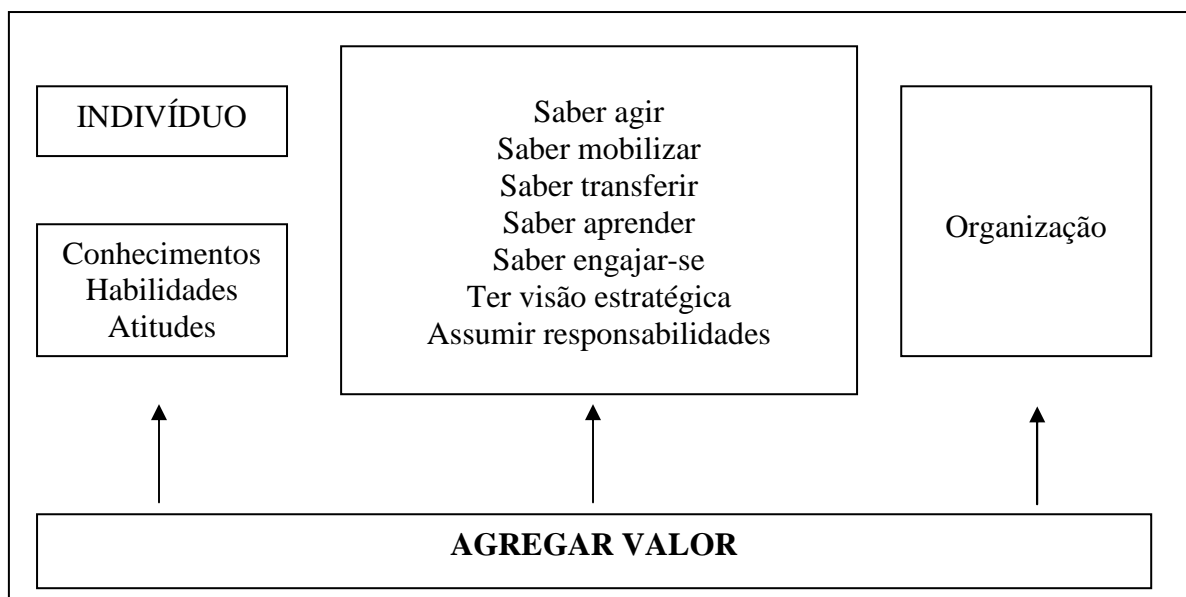 INDIVÍDUO
Conhecimentos
Habilidades
Atitudes
Saber agir
Saber mobilizar
Saber transferir
Saber aprender
Saber engajar-se
Ter visão estratégica
Assumir responsabilidades
Organização
AGREGAR VALOR